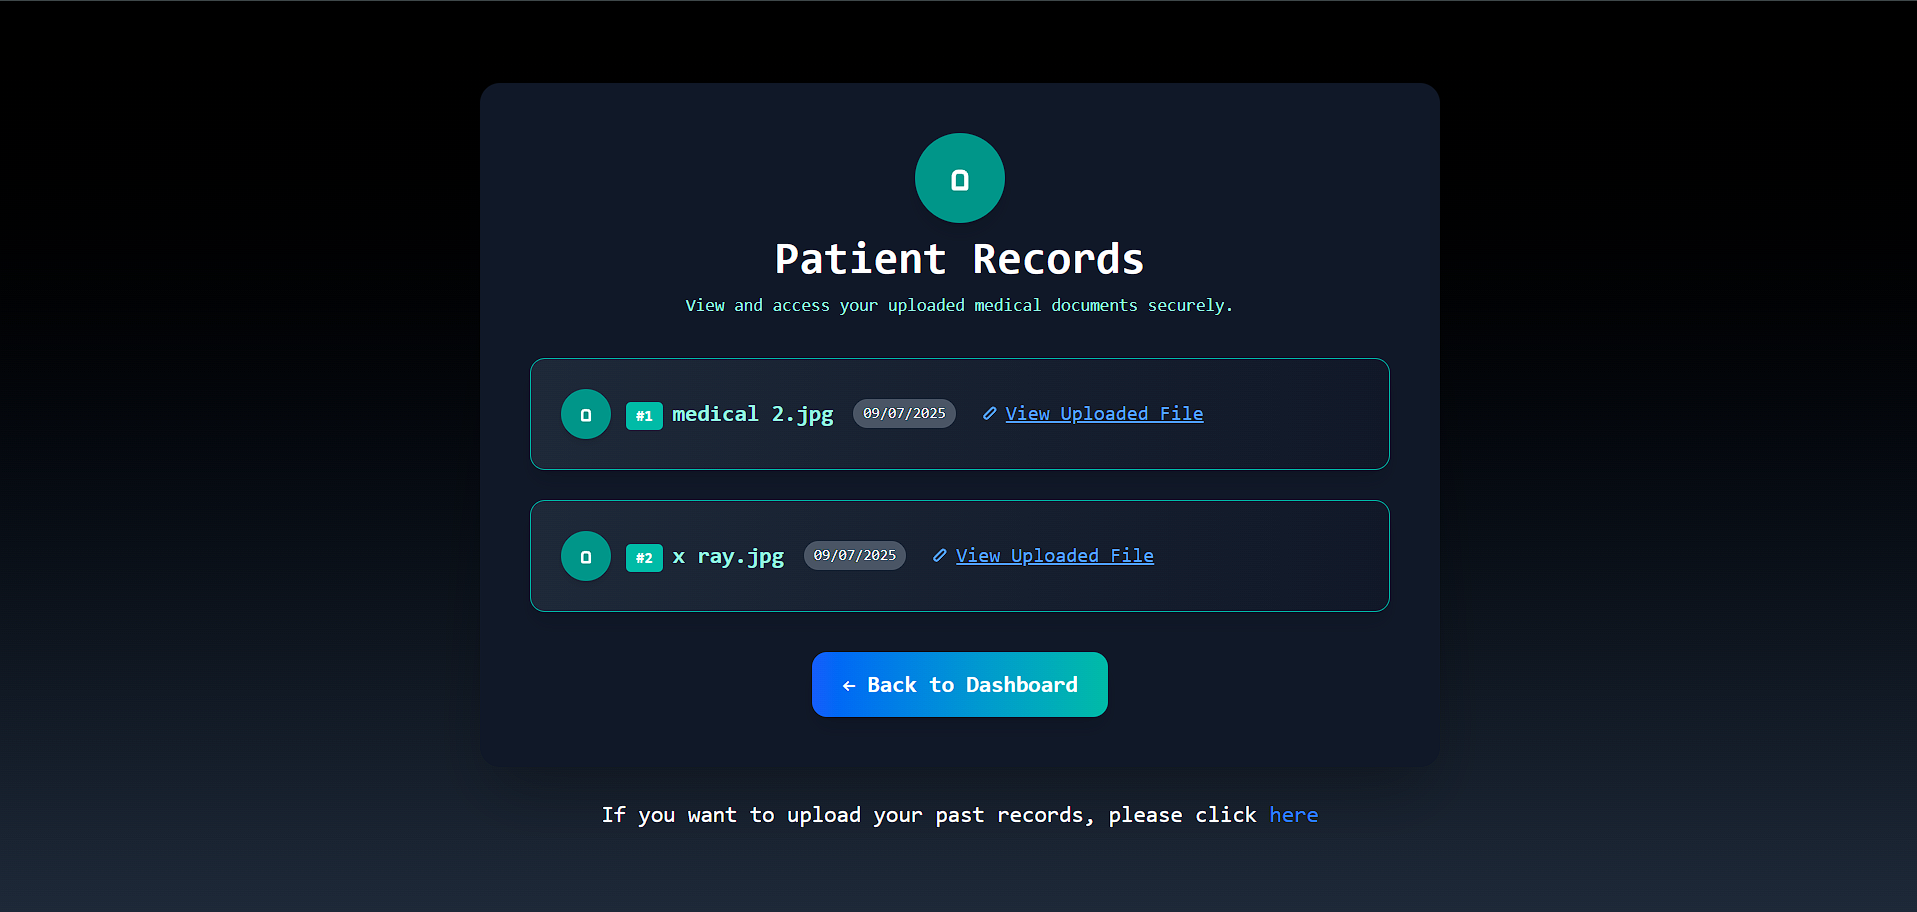 Patient Records
View and access your uploaded medical documents securely.
#1 medical 2.jpg 09/07/2025 View Uploaded File
#2 x ray.jpg 09/07/2025 View Uploaded File
← Back to Dashboard
If you want to upload your past records, please click here